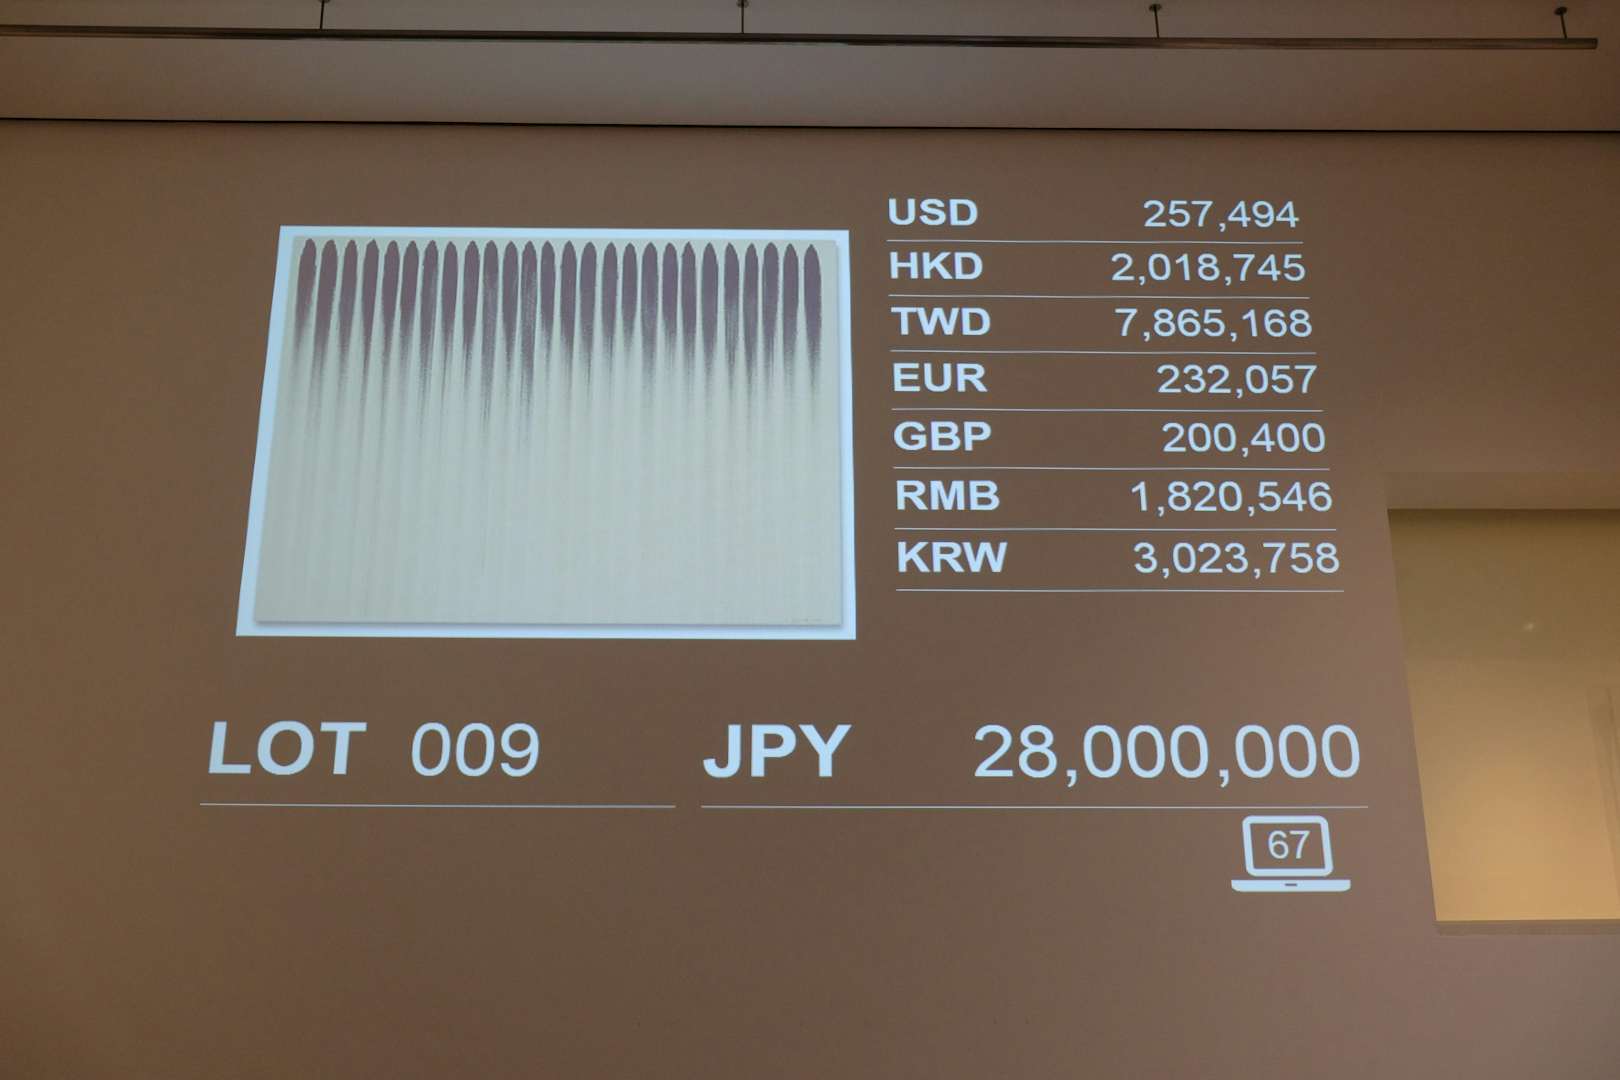 USD 257,494
HKD 2,018,745
TWD 7,865,168
EUR 232,057
GBP 200,400
RMB 1,820,546
KRW 3,023,758
LOT 009 JPY 28,000,000
67